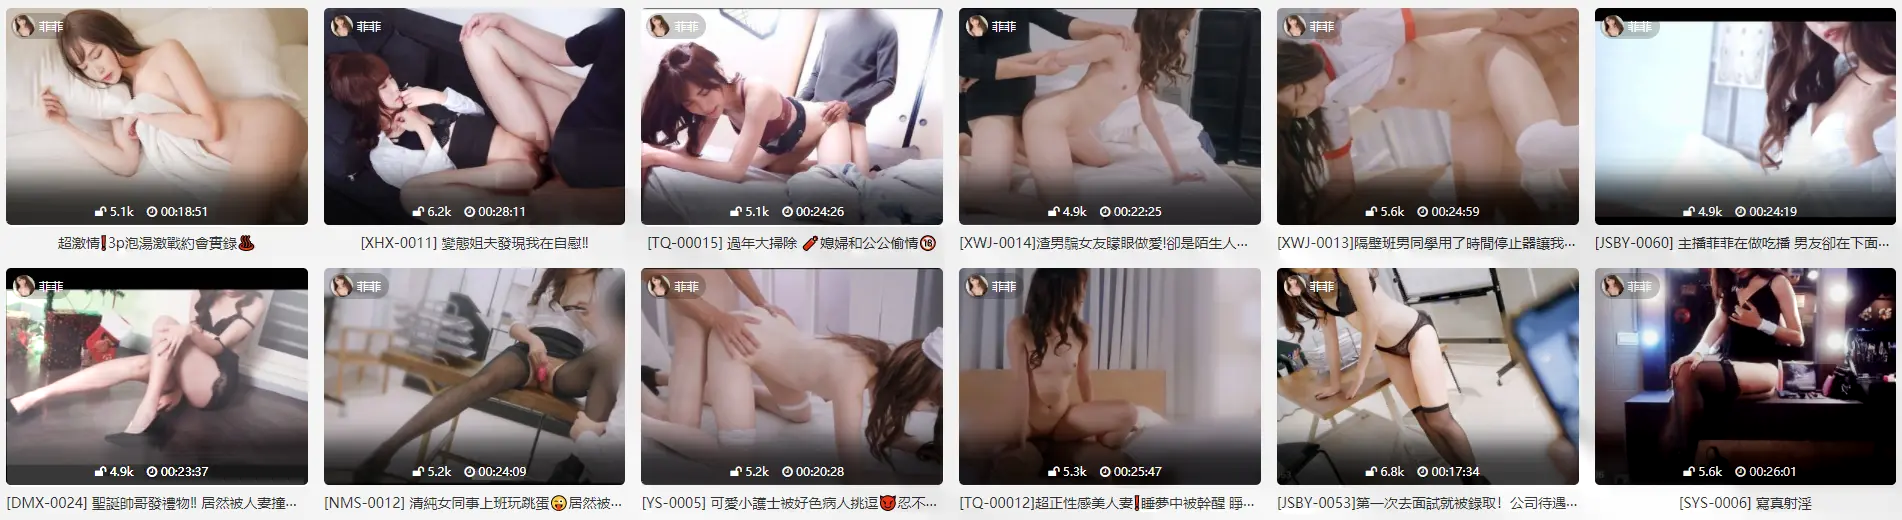 菲菲
菲菲
菲菲
菲菲
菲菲
菲菲
5.1k 00:18:51
6.2k 00:28:11
5.1k 00:24:26
4.9k 00:22:25
5.6k 00:24:59
4.9k 00:24:19
超激情❗3p泡湯激戰約會實錄♨
[XHX-0011] 變態姐夫發現我在自慰‼
[TQ-00015] 過年大掃除 🧨媳婦和公公偷情🔞
[XWJ-0014]渣男騙女友矇眼做愛!卻是陌生人...
[XWJ-0013]隔壁班男同學用了時間停止器讓我...
[JSBY-0060] 主播菲菲在做吃播 男友卻在下面...
菲菲
菲菲
菲菲
菲菲
菲菲
菲菲
4.9k 00:23:37
5.2k 00:24:09
5.2k 00:20:28
5.3k 00:25:47
6.8k 00:17:34
5.6k 00:26:01
[DMX-0024] 聖誕帥哥發禮物‼ 居然被人妻撞...
[NMS-0012] 清純女同事上班玩跳蛋😜居然被...
[YS-0005] 可愛小護士被好色病人挑逗😈忍不...
[TQ-00012]超正性感美人妻❗睡夢中被幹醒 睜...
[JSBY-0053]第一次去面試就被錄取！公司待遇...
[SYS-0006] 寫真射淫